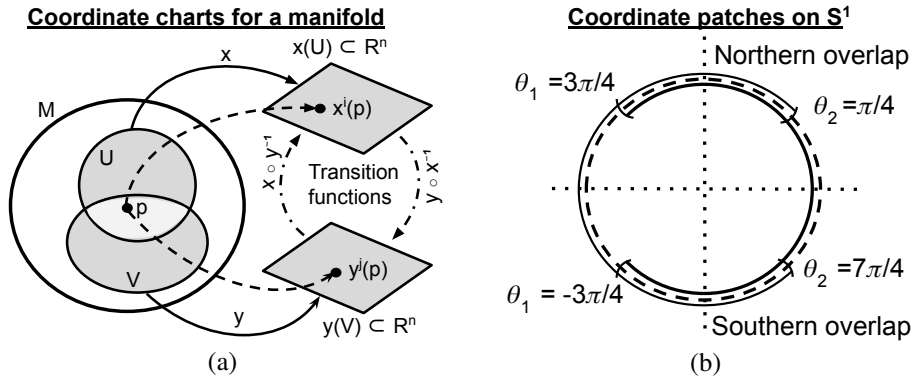 Coordinate charts for a manifold
x(U) ⊂ Rⁿ
x
M
xⁱ(p)
U
x ∘ y⁻¹
Transition
functions
y ∘ x⁻¹
p
yʲ(p)
V
y
y(V) ⊂ Rⁿ
(a)
Coordinate patches on S¹
Northern overlap
θ₁ = 3π/4
θ₂ = π/4
θ₁ = -3π/4
θ₂ = 7π/4
Southern overlap
(b)